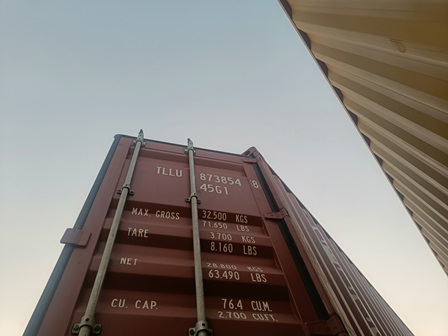 TLLU 873854 8
45G1
MAX GROSS 32.500 KGS
71.650 LBS
TARE 3.700 KGS
8.160 LBS
NET 28.800 KGS
63.490 LBS
CU. CAP. 76.4 CU.M.
2.700 CU.FT.